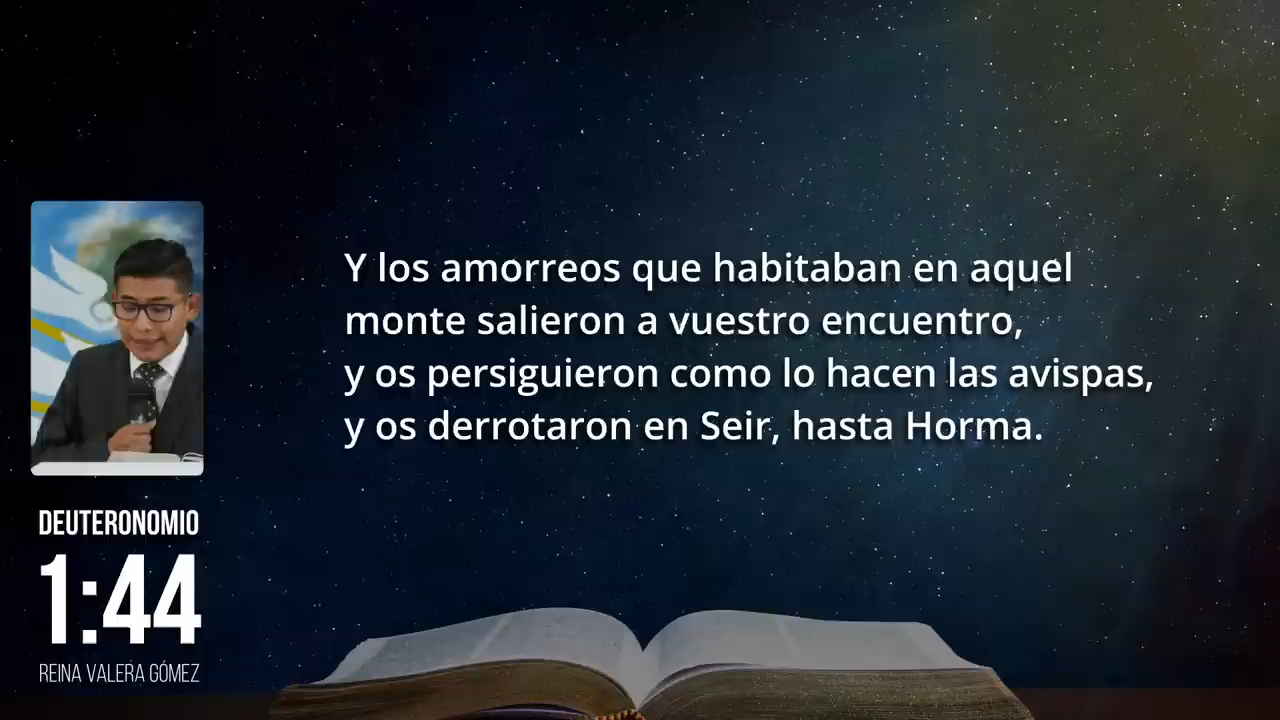 Y los amorreos que habitaban en aquel
monte salieron a vuestro encuentro,
y os persiguieron como lo hacen las avispas,
y os derrotaron en Seir, hasta Horma.
DEUTERONOMIO
1:44
REINA VALERA GÓMEZ